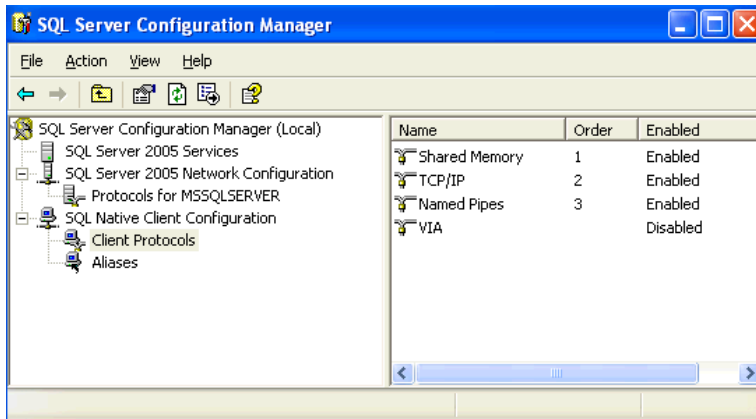 SQL Server Configuration Manager
File Action View Help
SQL Server Configuration Manager (Local)
SQL Server 2005 Services
SQL Server 2005 Network Configuration
Protocols for MSSQLSERVER
SQL Native Client Configuration
Client Protocols
Aliases
Name Order Enabled
Shared Memory 1 Enabled
TCP/IP 2 Enabled
Named Pipes 3 Enabled
VIA Disabled